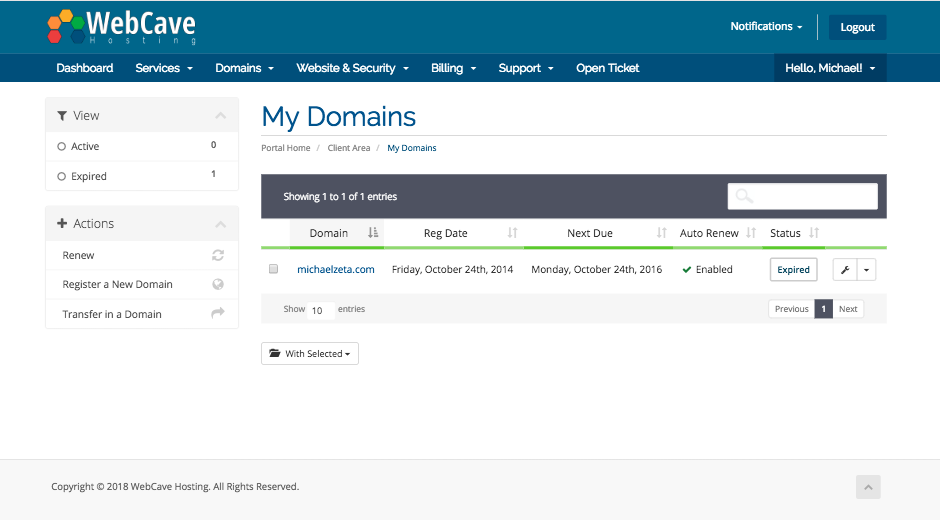 WebCave
Hosting
Notifications
Logout
Dashboard Services Domains Website & Security Billing Support Open Ticket Hello, Michael!
View
Active 0
Expired 1
Actions
Renew
Register a New Domain
Transfer in a Domain
My Domains
Portal Home / Client Area / My Domains
Showing 1 to 1 of 1 entries
Domain Reg Date Next Due Auto Renew Status
michaelzeta.com Friday, October 24th, 2014 Monday, October 24th, 2016 Enabled Expired
Show 10 entries
Previous 1 Next
With Selected
Copyright © 2018 WebCave Hosting. All Rights Reserved.